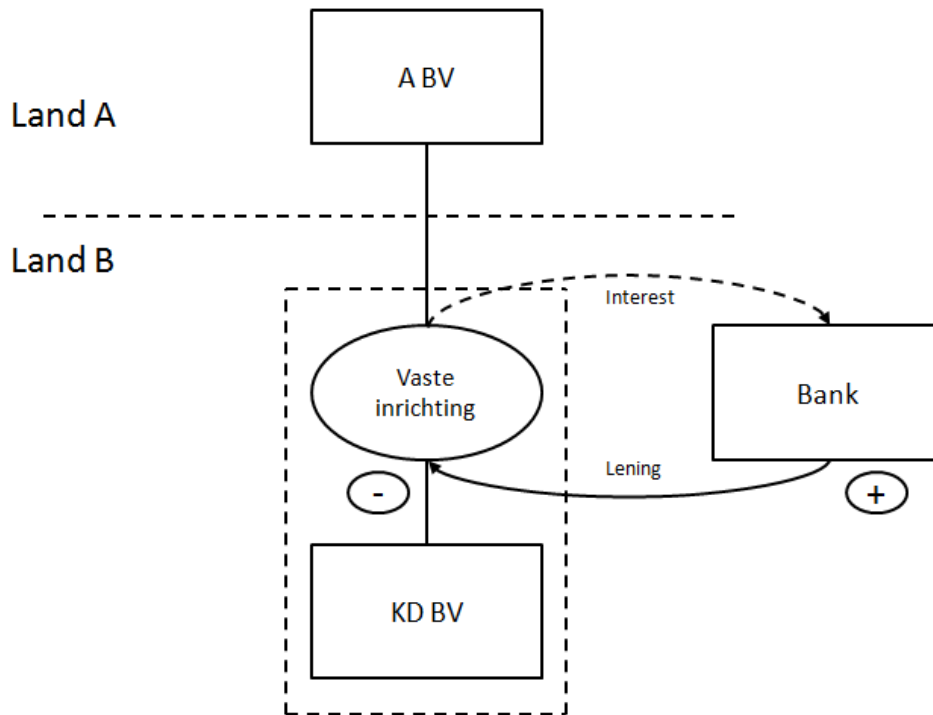 A BV
Land A
Land B
Interest
Vaste
inrichting
Bank
Lening
-
+
KD BV